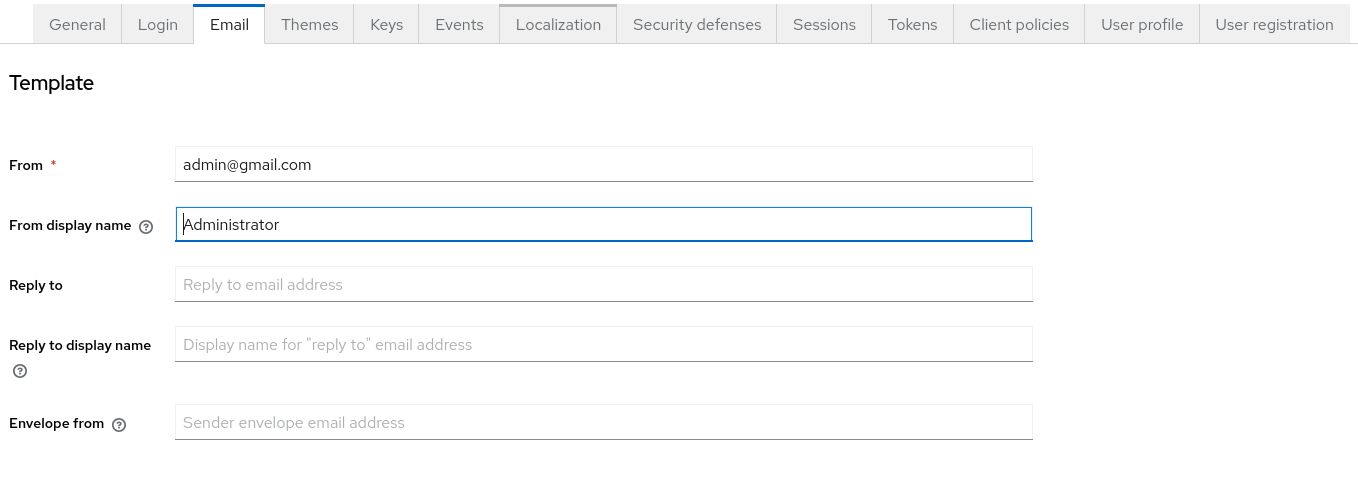 General Login Email Themes Keys Events Localization Security defenses Sessions Tokens Client policies User profile User registration
Template
From * admin@gmail.com
From display name ? Administrator
Reply to Reply to email address
Reply to display name ? Display name for "reply to" email address
Envelope from ? Sender envelope email address